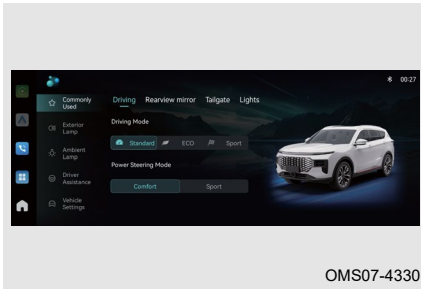 00:27
Commonly
Used
Driving Rearview mirror Tailgate Lights
Exterior
Lamp
Driving Mode
Standard ECO Sport
Ambient
Lamp
Power Steering Mode
Driver
Assistance
Comfort Sport
Vehicle
Settings
OMS07-4330